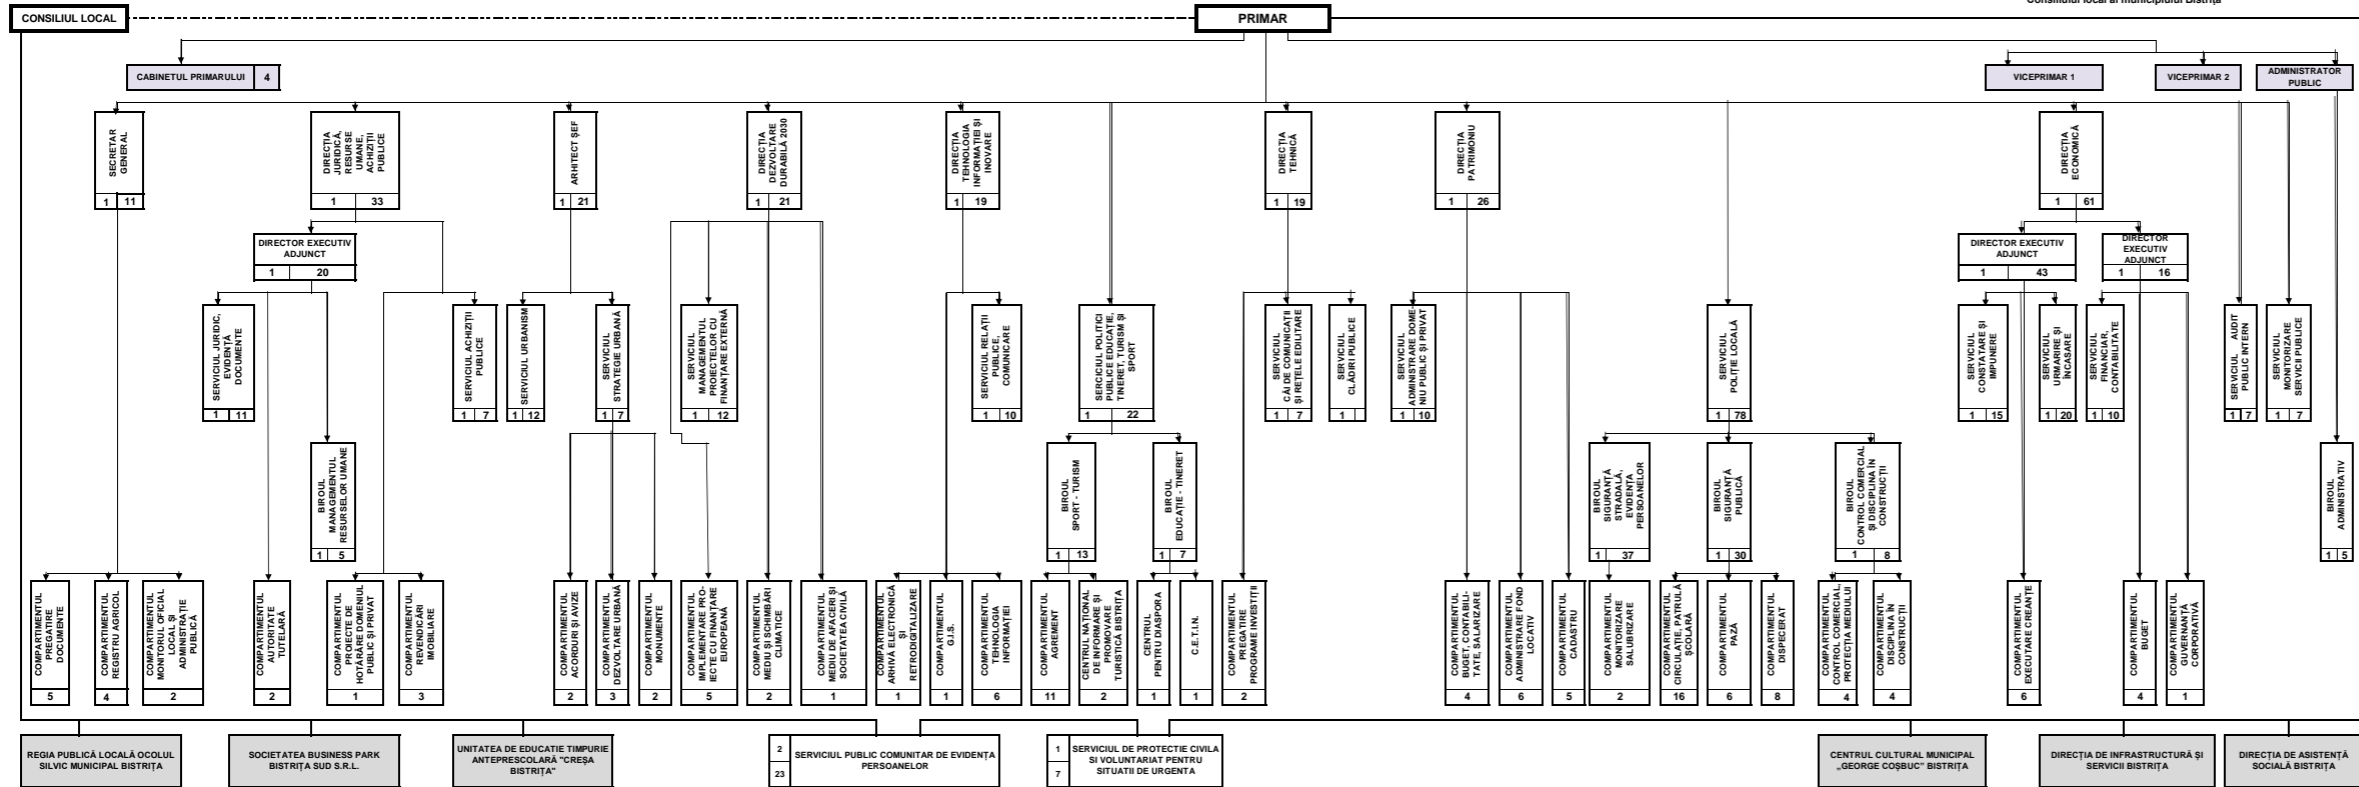 Consiliului local al municipiului Bistrița
CONSILIUL LOCAL
PRIMAR
CABINETUL PRIMARULUI 4
VICEPRIMAR 1
VICEPRIMAR 2
ADMINISTRATOR
PUBLIC
SECRETAR
GENERAL
1 11
DIRECȚIA
JURIDICĂ,
RESURSE
UMANE,
ACHIZIȚII
PUBLICE
1 33
ARHITECT ȘEF
1 21
DIRECȚIA
DEZVOLTARE
DURABILĂ 2030
1 21
DIRECȚIA
TEHNOLOGIA
INFORMAȚIEI ȘI
INOVARE
1 19
DIRECȚIA
TEHNICĂ
1 19
DIRECȚIA
PATRIMONIU
1 26
DIRECȚIA
ECONOMICĂ
1 61
DIRECTOR EXECUTIV
ADJUNCT
1 20
DIRECTOR EXECUTIV
ADJUNCT
1 43
DIRECTOR
EXECUTIV
ADJUNCT
1 16
SERVICIUL JURIDIC,
EVIDENȚĂ
DOCUMENTE
1 11
SERVICIUL ACHIZIȚII
PUBLICE
1 7
SERVICIUL URBANISM
1 12
SERVICIUL
STRATEGIE URBANĂ
1 7
SERVICIUL
MANAGEMENTUL
PROIECTELOR CU
FINANȚARE EXTERNĂ
1 12
SERVICIUL RELAȚII
PUBLICE,
COMUNICARE
1 10
SERCICIUL POLITICI
PUBLICE EDUCAȚIE,
TINERET, TURISM ȘI
SPORT
1 22
SERVICIUL
CĂI DE COMUNICAȚII
ȘI REȚELE EDILITARE
1 7
SERVICIUL
CLĂDIRI PUBLICE
1
SERVICIUL
ADMINISTRARE DOME-
NIU PUBLIC ȘI PRIVAT
1 10
SERVICIUL
POLIȚIE LOCALĂ
1 78
SERVICIUL
CONSTATARE ȘI
IMPUNERE
1 15
SERVICIUL
URMARIRE ȘI
ÎNCASARE
1 20
SERVICIUL
FINANCIAR,
CONTABILITATE
1 10
SERVICIUL AUDIT
PUBLIC INTERN
1 7
SERVICIUL
MONITORIZARE
SERVICII PUBLICE
1 7
BIROUL
MANAGEMENTUL
RESURSELOR UMANE
1 5
BIROUL
SPORT - TURISM
1 13
BIROUL
EDUCAȚIE - TINERET
1 7
BIROUL
SIGURANȚĂ
STRADALĂ,
EVIDENȚA
PERSOANELOR
1 37
BIROUL
SIGURANȚĂ
PUBLICĂ
1 30
BIROUL
CONTROL COMERCIAL
ȘI DISCIPLINA ÎN
CONSTRUCȚII
1 8
BIROUL
ADMINISTRATIV
1 5
COMPARTIMENTUL
PREGATIRE
DOCUMENTE
5
COMPARTIMENTUL
REGISTRU AGRICOL
4
COMPARTIMENTUL
MONITORUL OFICIAL
LOCAL ȘI
ADMINISTRAȚIE
PUBLICĂ
2
COMPARTIMENTUL
AUTORITATE
TUTELARĂ
2
COMPARTIMENTUL
PROIECTE DE
HOTĂRÂRE DOMENIUL
PUBLIC ȘI PRIVAT
1
COMPARTIMENTUL
REVENDICĂRI
IMOBILIARE
3
COMPARTIMENTUL
ACORDURI ȘI AVIZE
2
COMPARTIMENTUL
DEZVOLTARE URBANĂ
3
COMPARTIMENTUL
MONUMENTE
2
COMPARTIMENTUL
IMPLEMENTARE PRO-
IECTE CU FINANȚARE
EUROPEANĂ
5
COMPARTIMENTUL
MEDIU ȘI SCHIMBĂRI
CLIMATICE
2
COMPARTIMENTUL
MEDIU DE AFACERI ȘI
SOCIETATEA CIVILĂ
1
COMPARTIMENTUL
ARHIVĂ ELECTRONICĂ
ȘI
RETRODIGITALIZARE
1
COMPARTIMENTUL
G.I.S.
1
COMPARTIMENTUL
TEHNOLOGIA
INFORMAȚIEI
6
COMPARTIMENTUL
AGREMENT
11
CENTRUL NAȚIONAL
DE INFORMARE ȘI
PROMOVARE
TURISTICĂ BISTRIȚA
2
CENTRUL
PENTRU DIASPORA
1
C.E.T.I.N.
1
COMPARTIMENTUL
PREGATIRE
PROGRAME INVESTIȚII
2
COMPARTIMENTUL
BUGET, CONTABILI-
TATE, SALARIZARE
4
COMPARTIMENTUL
ADMINISTRARE FOND
LOCATIV
6
COMPARTIMENTUL
CADASTRU
5
COMPARTIMENTUL
MONITORIZARE
SALUBRIZARE
2
COMPARTIMENTUL
CIRCULAȚIE, PATRULĂ
ȘCOLARĂ
16
COMPARTIMENTUL
PAZĂ
6
COMPARTIMENTUL
DISPECERAT
8
COMPARTIMENTUL
CONTROL COMERCIAL,
PROTECȚIA MEDIULUI
4
COMPARTIMENTUL
DISCIPLINA ÎN
CONSTRUCȚII
4
COMPARTIMENTUL
EXECUTARE CREANȚE
6
COMPARTIMENTUL
BUGET
4
COMPARTIMENTUL
GUVERNANȚĂ
CORPORATIVĂ
1
REGIA PUBLICĂ LOCALĂ OCOLUL
SILVIC MUNICIPAL BISTRIȚA
SOCIETATEA BUSINESS PARK
BISTRIȚA SUD S.R.L.
UNITATEA DE EDUCATIE TIMPURIE
ANTEPRESCOLARĂ "CREȘA
BISTRIȚA"
2
23
SERVICIUL PUBLIC COMUNITAR DE EVIDENȚA
PERSOANELOR
1
7
SERVICIUL DE PROTECTIE CIVILA
SI VOLUNTARIAT PENTRU
SITUATII DE URGENTA
CENTRUL CULTURAL MUNICIPAL
„GEORGE COȘBUC” BISTRIȚA
DIRECȚIA DE INFRASTRUCTURĂ ȘI
SERVICII BISTRIȚA
DIRECȚIA DE ASISTENȚĂ
SOCIALĂ BISTRIȚA